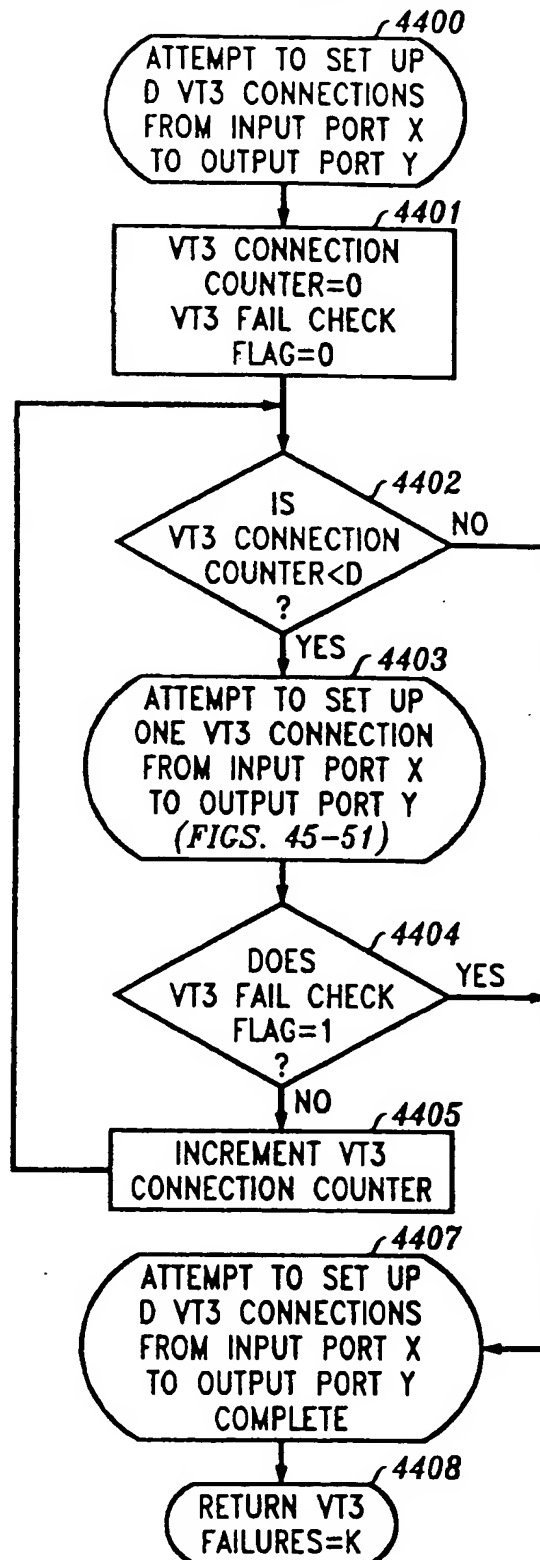 4400
ATTEMPT TO SET UP
D VT3 CONNECTIONS
FROM INPUT PORT X
TO OUTPUT PORT Y
4401
VT3 CONNECTION
COUNTER=0
VT3 FAIL CHECK
FLAG=0
4402
IS
VT3 CONNECTION
COUNTER<D
?
NO
YES
4403
ATTEMPT TO SET UP
ONE VT3 CONNECTION
FROM INPUT PORT X
TO OUTPUT PORT Y
(FIGS. 45-51)
4404
DOES
VT3 FAIL CHECK
FLAG=1
?
YES
NO
4405
INCREMENT VT3
CONNECTION COUNTER
4407
ATTEMPT TO SET UP
D VT3 CONNECTIONS
FROM INPUT PORT X
TO OUTPUT PORT Y
COMPLETE
4408
RETURN VT3
FAILURES=K